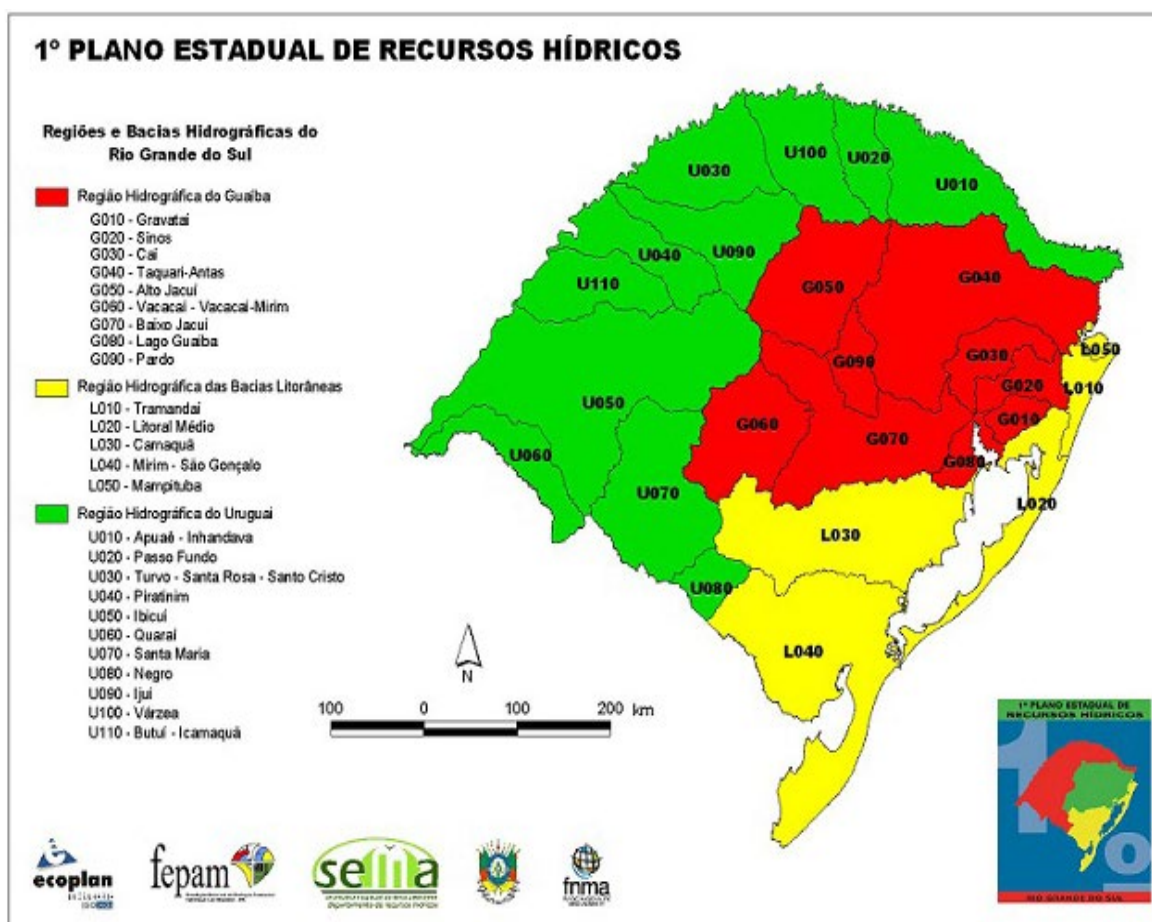 1º PLANO ESTADUAL DE RECURSOS HÍDRICOS
Regiões e Bacias Hidrográficas do
Rio Grande do Sul
Região Hidrográfica do Guaíba
G010 - Gravataí
G020 - Sinos
G030 - Caí
G040 - Taquari-Antas
G050 - Alto Jacuí
G060 - Vacacaí - Vacacaí-Mirim
G070 - Baixo Jacuí
G080 - Lago Guaíba
G090 - Pardo
Região Hidrográfica das Bacias Litorâneas
L010 - Tramandaí
L020 - Litoral Médio
L030 - Camaquã
L040 - Mirim - São Gonçalo
L050 - Mampituba
Região Hidrográfica do Uruguai
U010 - Apuaê - Inhandava
U020 - Passo Fundo
U030 - Turvo - Santa Rosa - Santo Cristo
U040 - Piratinim
U050 - Ibicuí
U060 - Quaraí
U070 - Santa Maria
U080 - Negro
U090 - Ijuí
U100 - Várzea
U110 - Butuí - Icamaquã
U030
U100
U020
U010
U040
U090
U110
G050
G040
G090
G030
L050
G020
L010
U050
G060
G070
G010
U060
U070
G080
L020
L030
U080
L040
N
100 0 100 200 km
1º PLANO ESTADUAL DE
RECURSOS HÍDRICOS
1º
RIO GRANDE DO SUL
ecoplan
fepam
sema
departamento de recursos hídricos
fnma